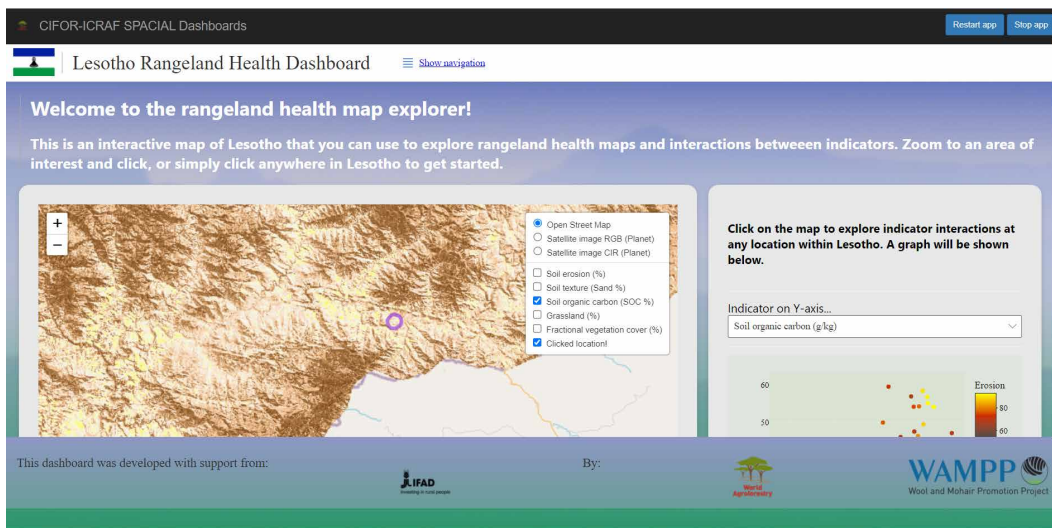 CIFOR-ICRAF SPACIAL Dashboards
Restart app
Stop app
Lesotho Rangeland Health Dashboard
Show navigation
Welcome to the rangeland health map explorer!
This is an interactive map of Lesotho that you can use to explore rangeland health maps and interactions betweeen indicators. Zoom to an area of
interest and click, or simply click anywhere in Lesotho to get started.
+
−
Open Street Map
Satellite image RGB (Planet)
Satellite image CIR (Planet)
Soil erosion (%)
Soil texture (Sand %)
Soil organic carbon (SOC %)
Grassland (%)
Fractional vegetation cover (%)
Clicked location!
Click on the map to explore indicator interactions at
any location within Lesotho. A graph will be shown
below.
Indicator on Y-axis...
Soil organic carbon (g/kg)
60
50
Erosion
80
60
This dashboard was developed with support from:
By:
IFAD
Investing in rural people
World
Agroforestry
WAMPP
Wool and Mohair Promotion Project